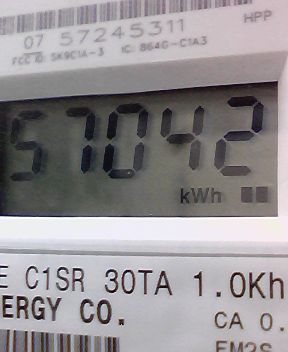 HPP
07 57245311
FCC ID: SK9C1A-3 IC: 864G-C1A3
57042
kWh
E C1SR 30TA 1.0Kh
ERGY CO.
CA 0.
EM2S